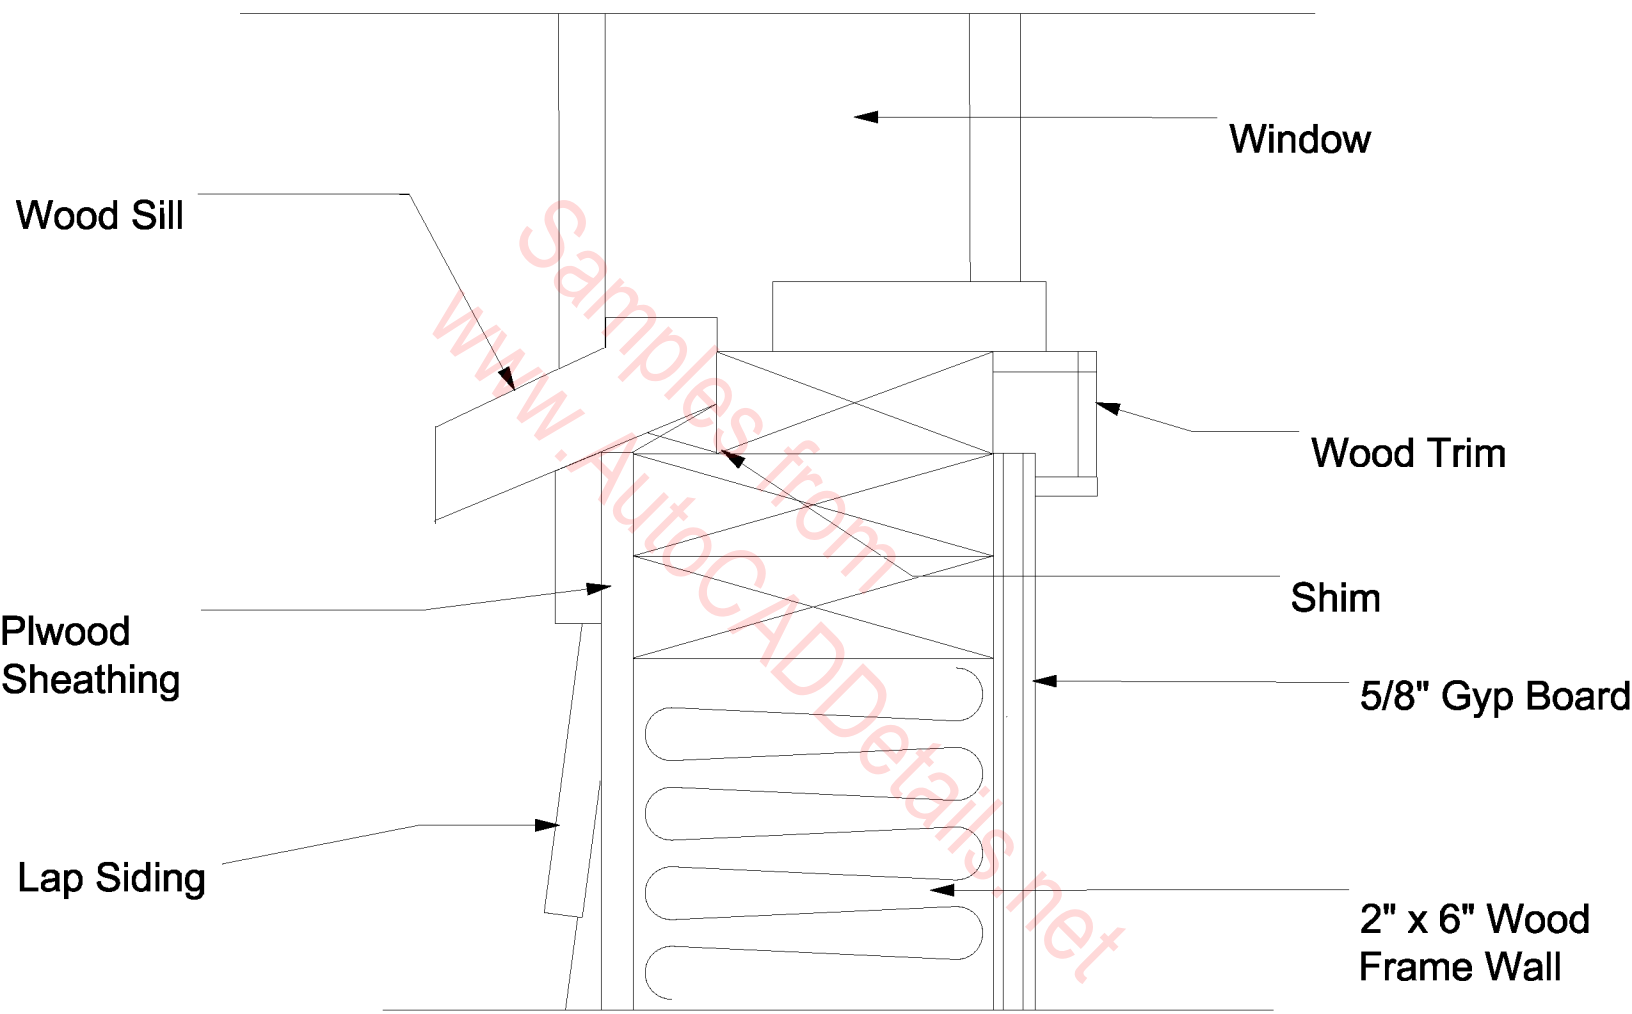 Window
Wood Sill
Wood Trim
Shim
Plwood
Sheathing
5/8" Gyp Board
Lap Siding
2" x 6" Wood
Frame Wall
Samples from
www.AutoCADDetails.net